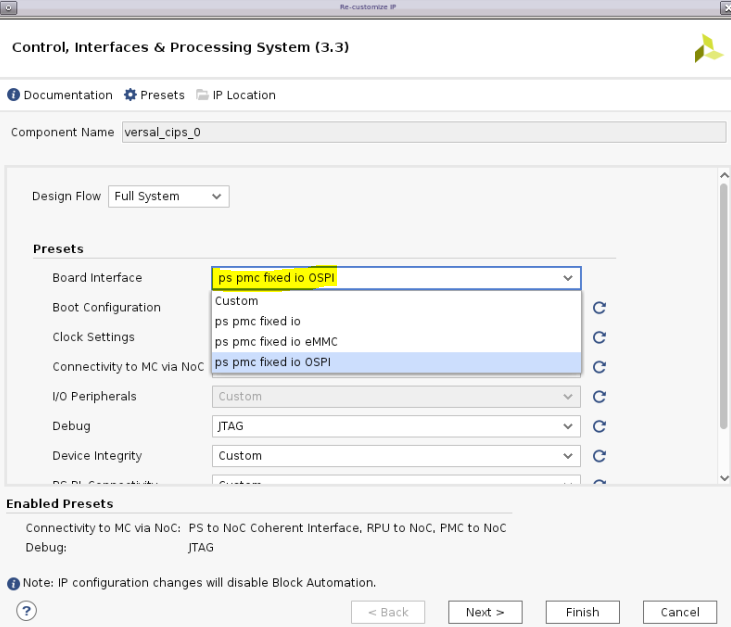 Re-customize IP
Control, Interfaces & Processing System (3.3)
Documentation Presets IP Location
Component Name versal_cips_0
Design Flow Full System
Presets
Board Interface ps pmc fixed io OSPI
Custom
Boot Configuration
ps pmc fixed io
Clock Settings
ps pmc fixed io eMMC
Connectivity to MC via NoC ps pmc fixed io OSPI
I/O Peripherals Custom
Debug JTAG
Device Integrity Custom
PS PL Connectivity Custom
Enabled Presets
Connectivity to MC via NoC: PS to NoC Coherent Interface, RPU to NoC, PMC to NoC
Debug: JTAG
Note: IP configuration changes will disable Block Automation.
? < Back Next > Finish Cancel